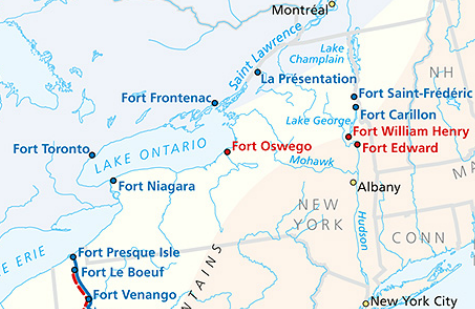 Montréal
Saint Lawrence
Lake
Champlain
NH
La Présentation
Fort Saint-Frédéric
Fort Frontenac
Fort Carillon
Lake George
Fort William Henry
Fort Toronto
LAKE ONTARIO
Fort Oswego
Fort Edward
Mohawk
MA
Fort Niagara
Albany
NEW
YORK
Hudson
CONN
KE ERIE
Fort Presque Isle
Fort Le Boeuf
NTAINS
Fort Venango
New York City